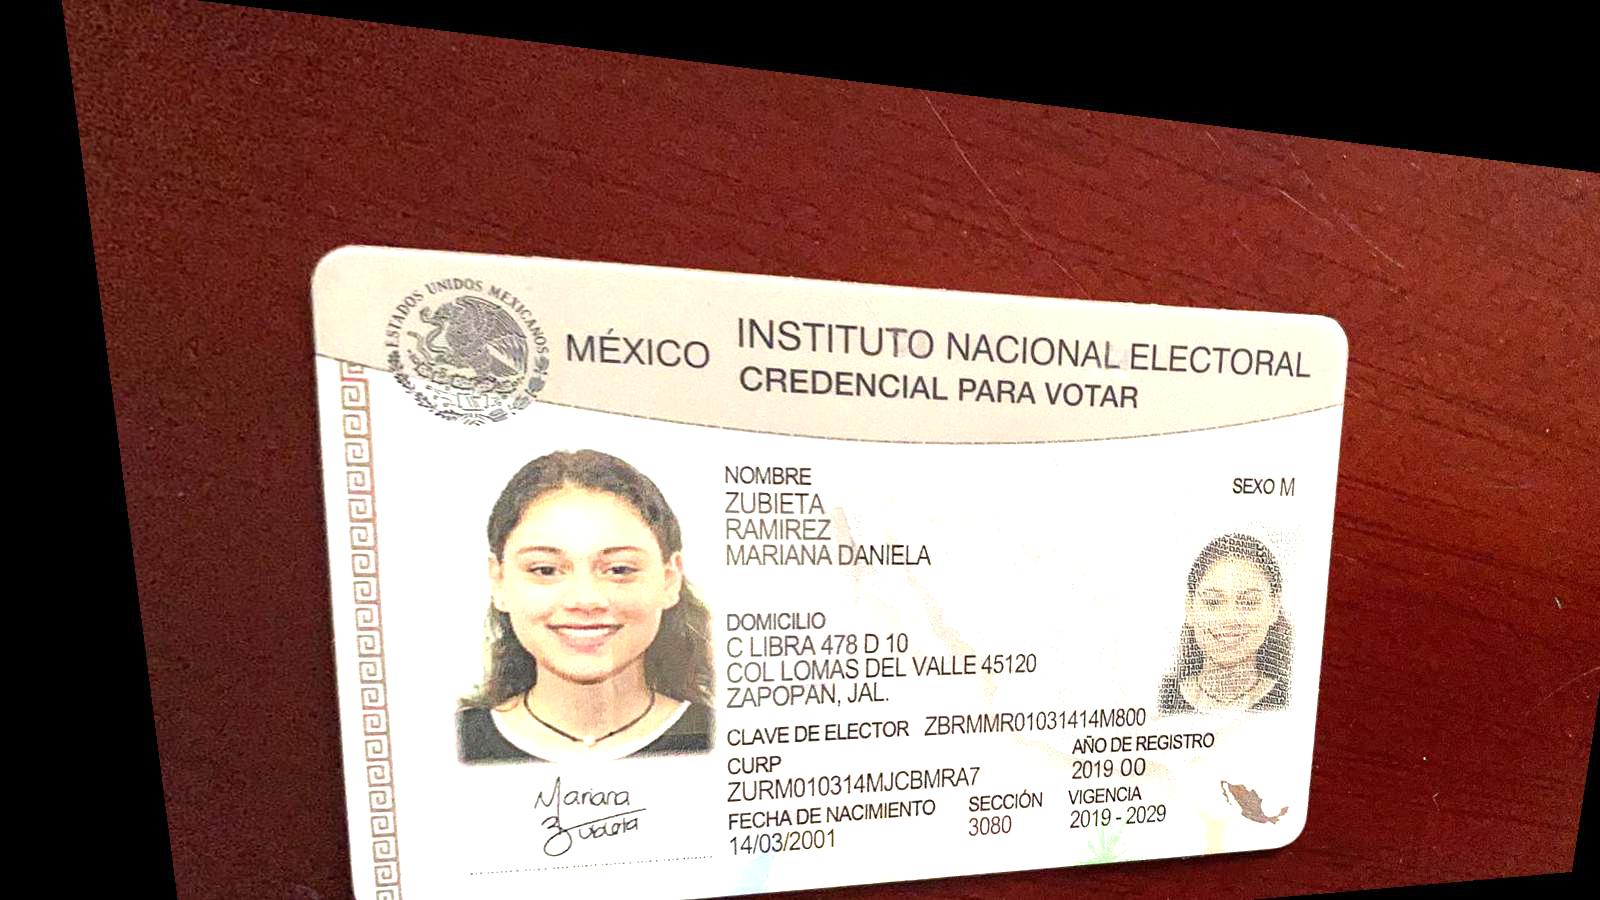 ESTADOS UNIDOS MEXICANOS
MÉXICO
INSTITUTO NACIONAL ELECTORAL
CREDENCIAL PARA VOTAR
NOMBRE
ZUBIETA
RAMIREZ
MARIANA DANIELA
SEXO M
DOMICILIO
C LIBRA 478 D 10
COL LOMAS DEL VALLE 45120
ZAPOPAN, JAL.
CLAVE DE ELECTOR ZBRMMR01031414M800
CURP
ZURM010314MJCBMRA7
AÑO DE REGISTRO
2019 00
FECHA DE NACIMIENTO
14/03/2001
SECCIÓN
3080
VIGENCIA
2019 - 2029
Mariana
Zubieta